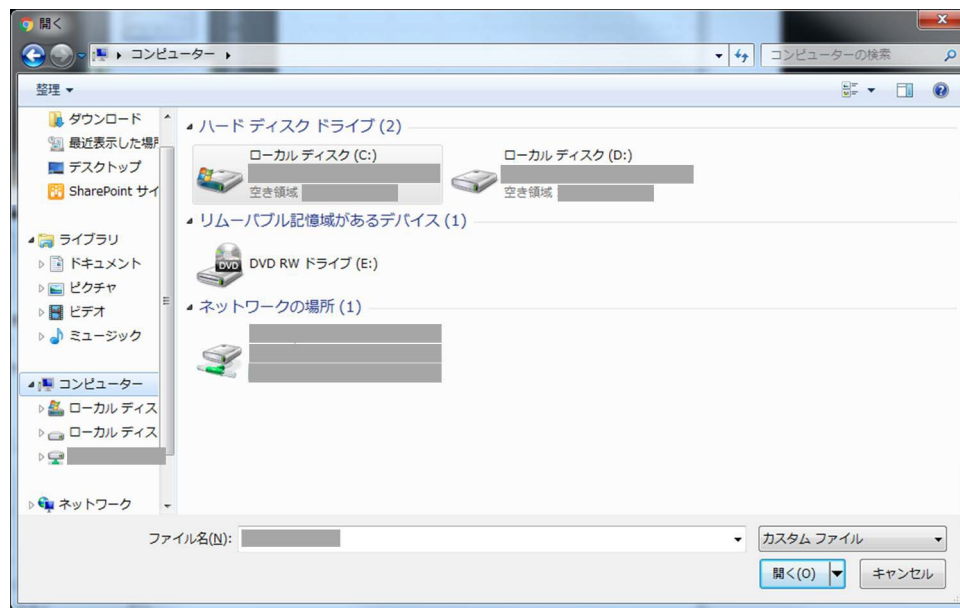 開く
コンピューター
コンピューターの検索
整理
ダウンロード
最近表示した場所
デスクトップ
SharePoint サイ
ライブラリ
ドキュメント
ピクチャ
ビデオ
ミュージック
コンピューター
ローカル ディス
ローカル ディス
ネットワーク
ハード ディスク ドライブ (2)
ローカル ディスク (C:)
空き領域
ローカル ディスク (D:)
空き領域
リムーバブル記憶域があるデバイス (1)
DVD
DVD RW ドライブ (E:)
ネットワークの場所 (1)
ファイル名(N):
カスタム ファイル
開く(O)
キャンセル